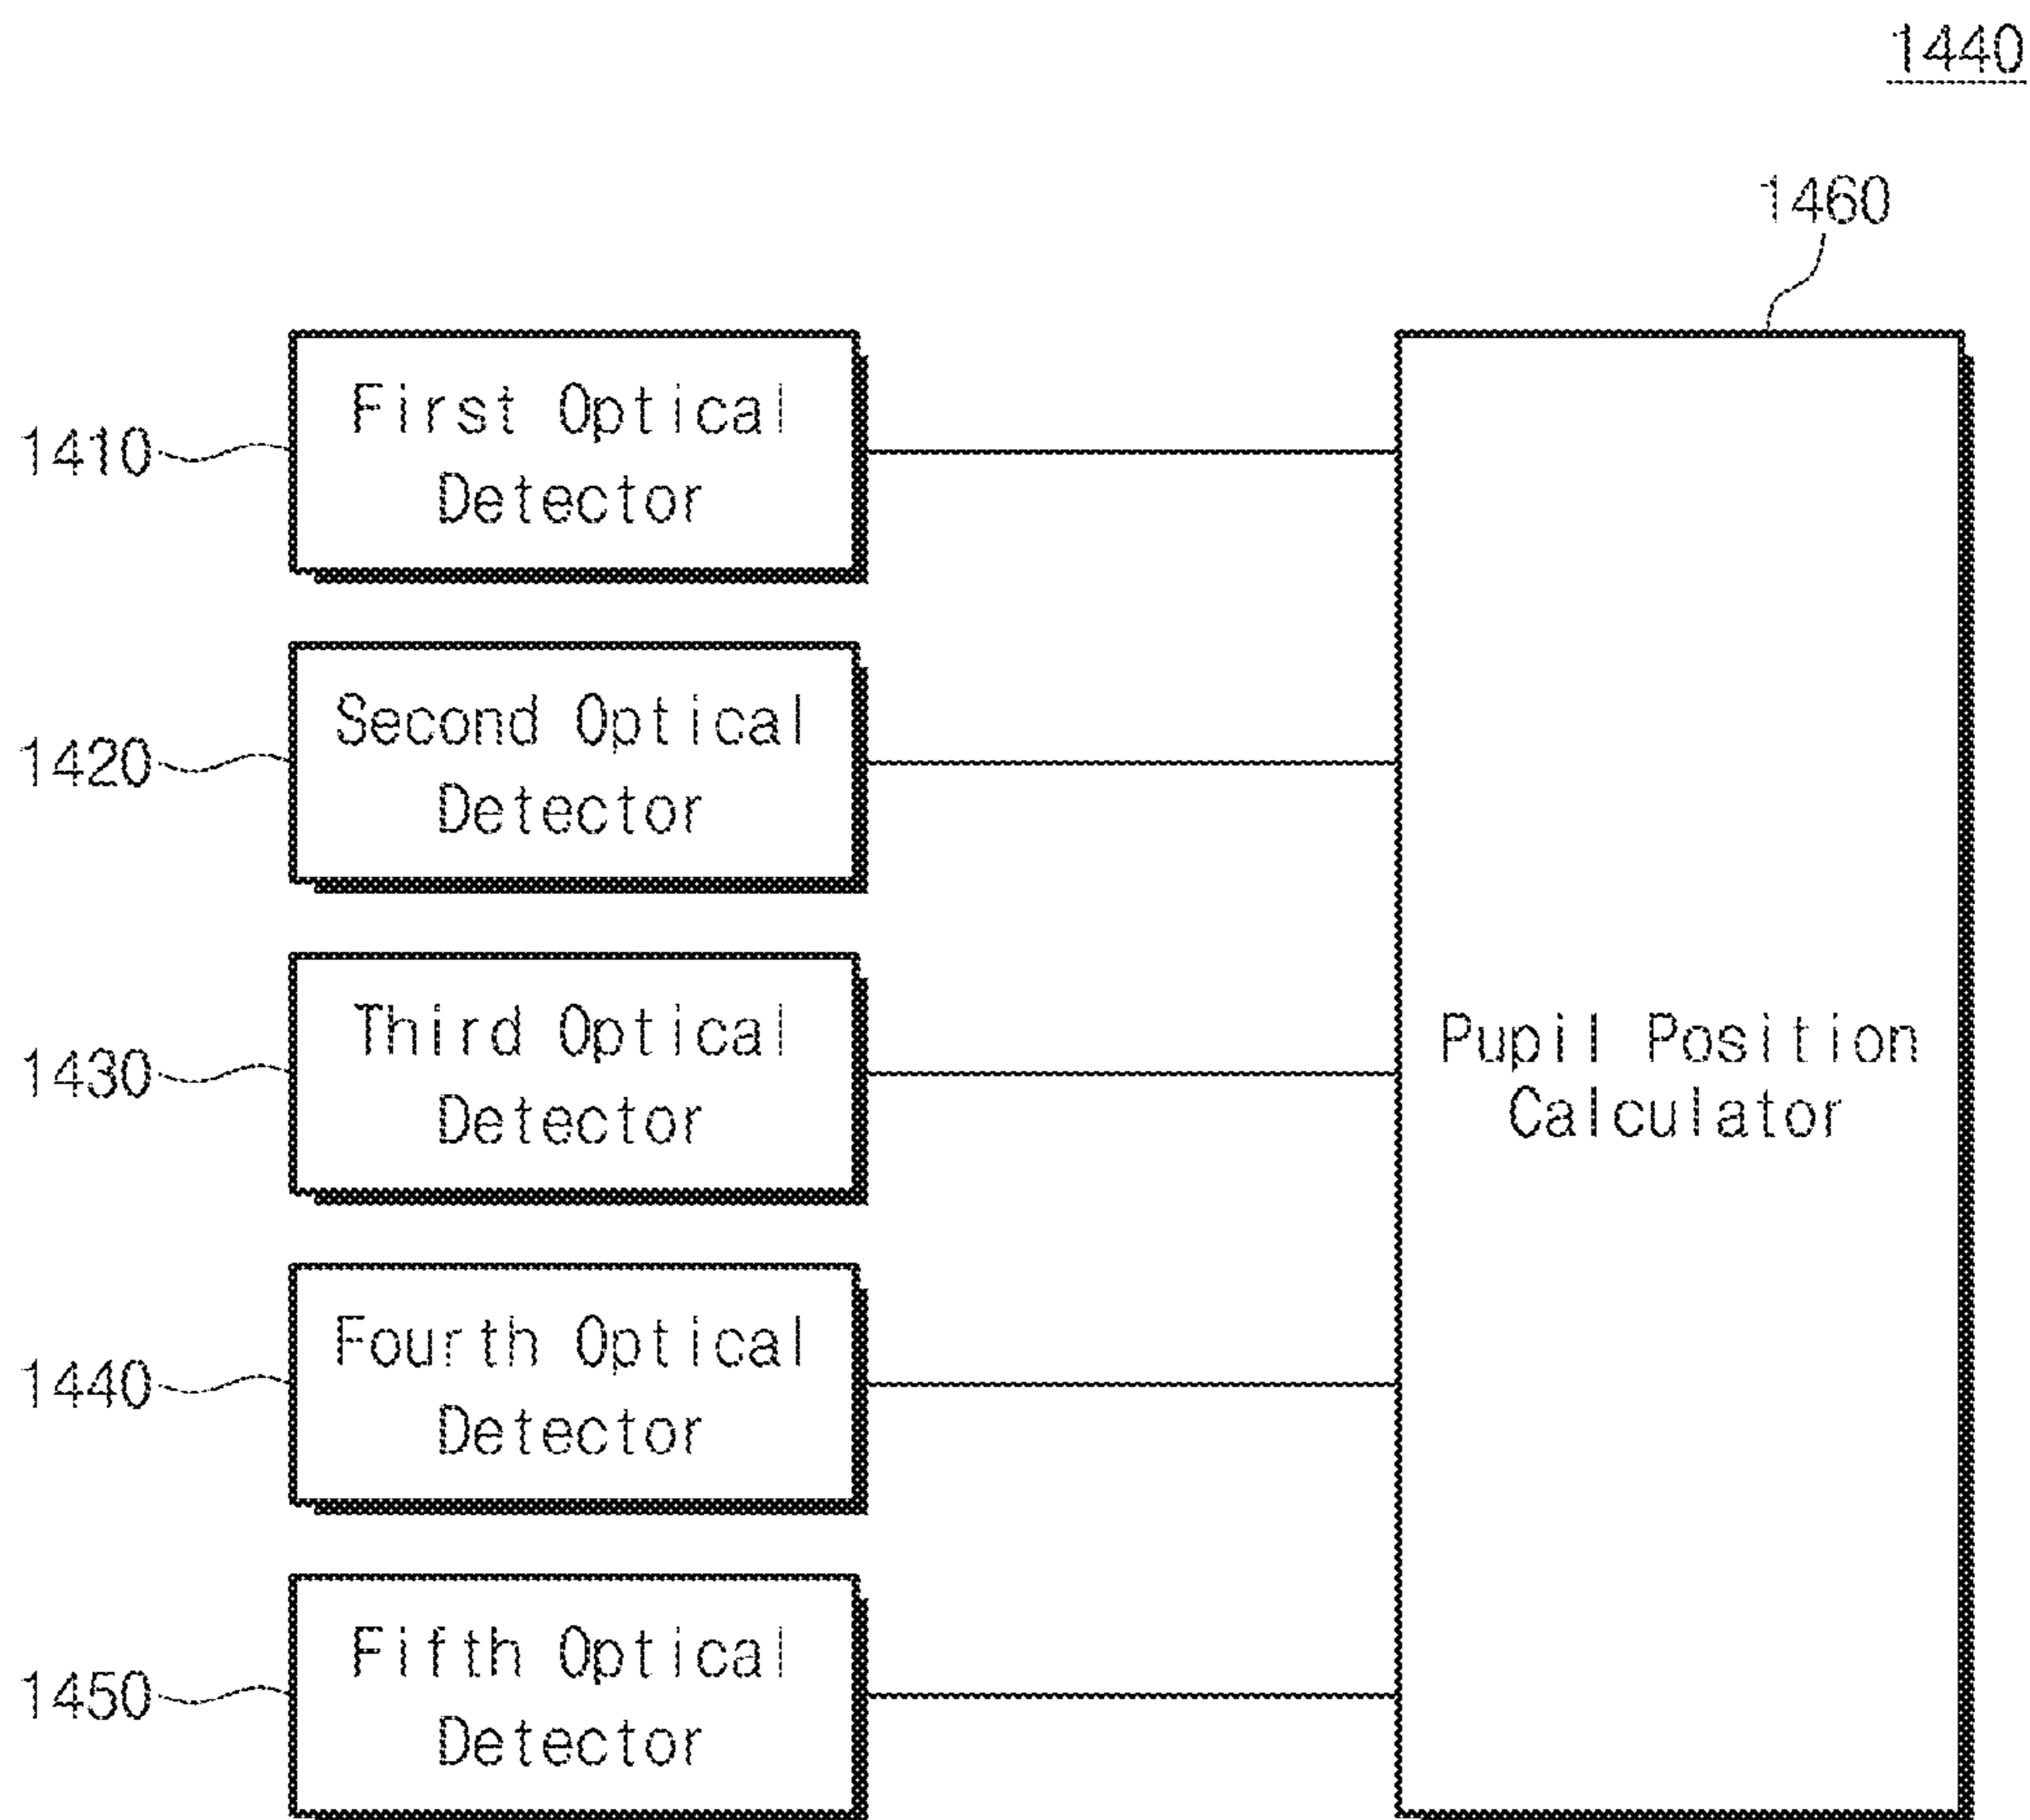 1440
1460
First Optical
Detector
1410
Second Optical
Detector
1420
Third Optical
Detector
1430
Pupil Position
Calculator
Fourth Optical
Detector
1440
Fifth Optical
Detector
1450